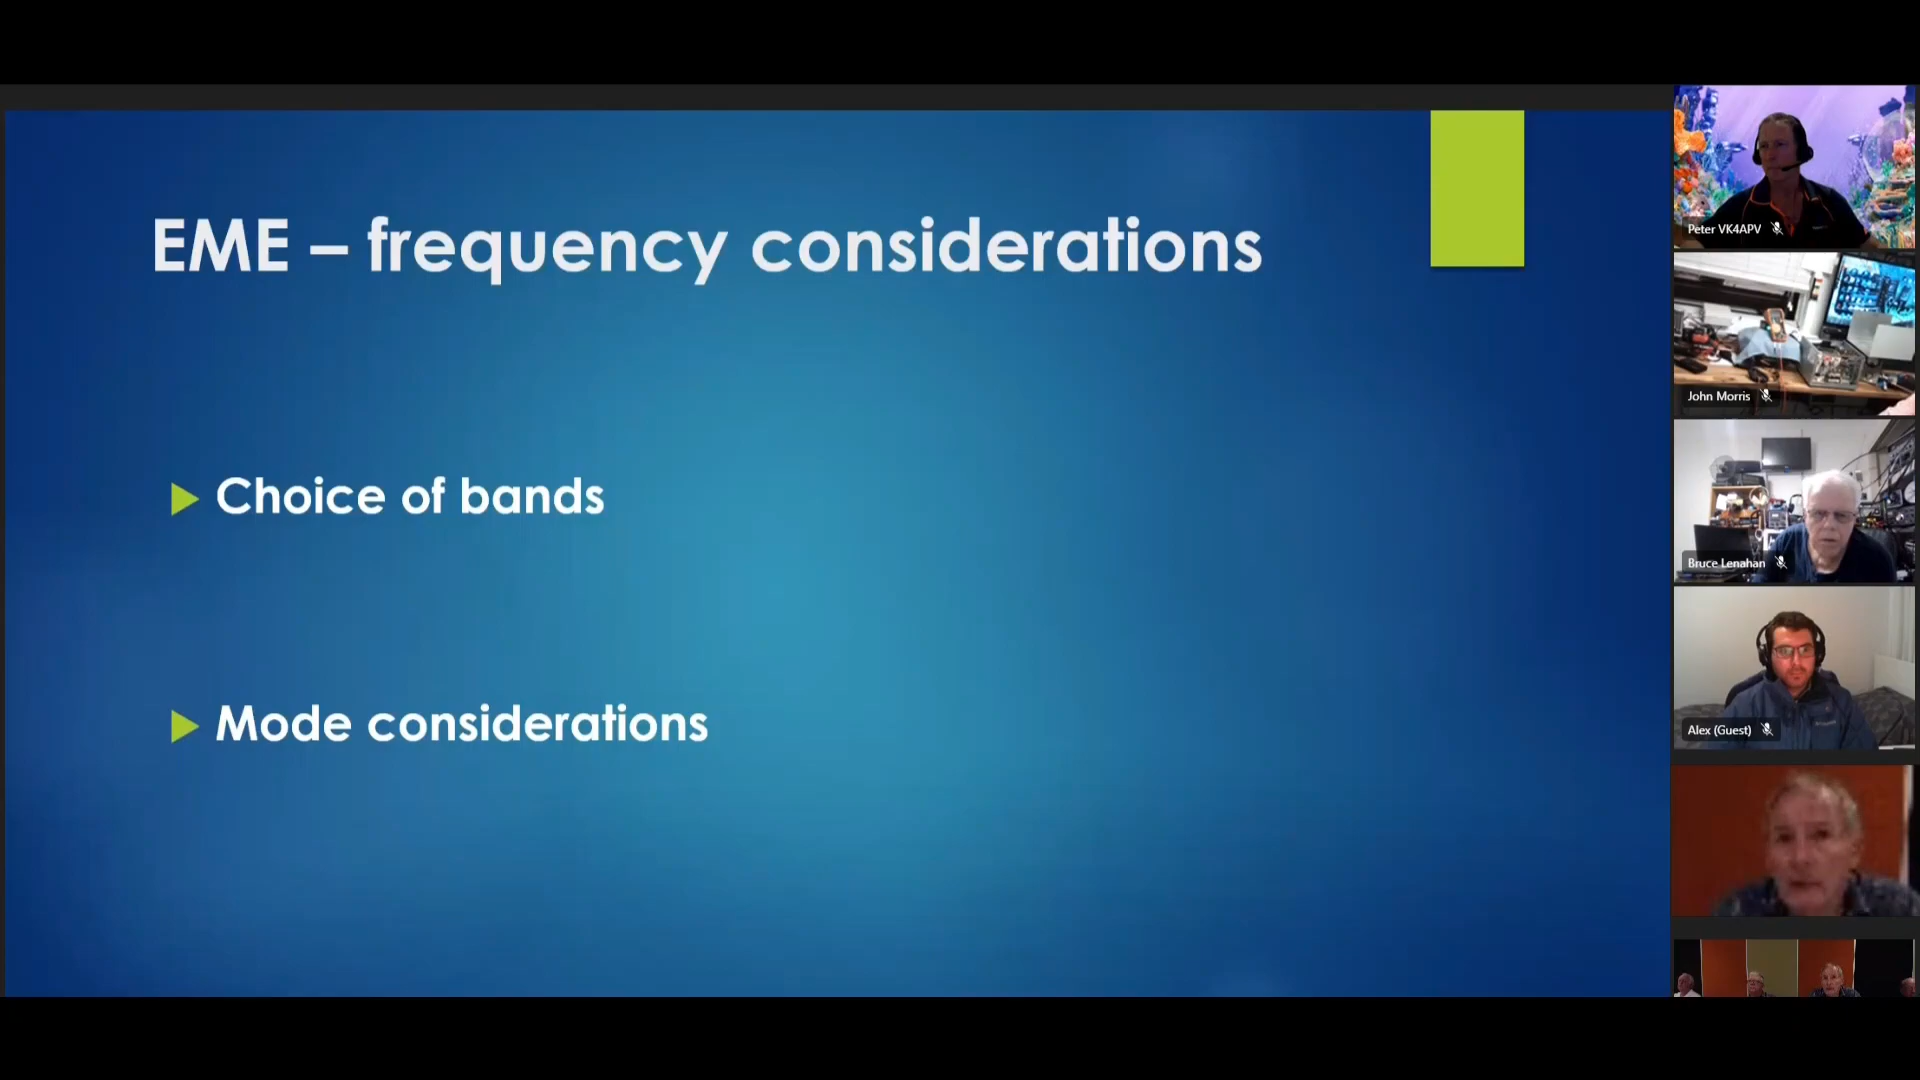 EME – frequency considerations
Choice of bands
Mode considerations
Peter VK4APV
John Morris
Bruce Lenahan
Alex (Guest)